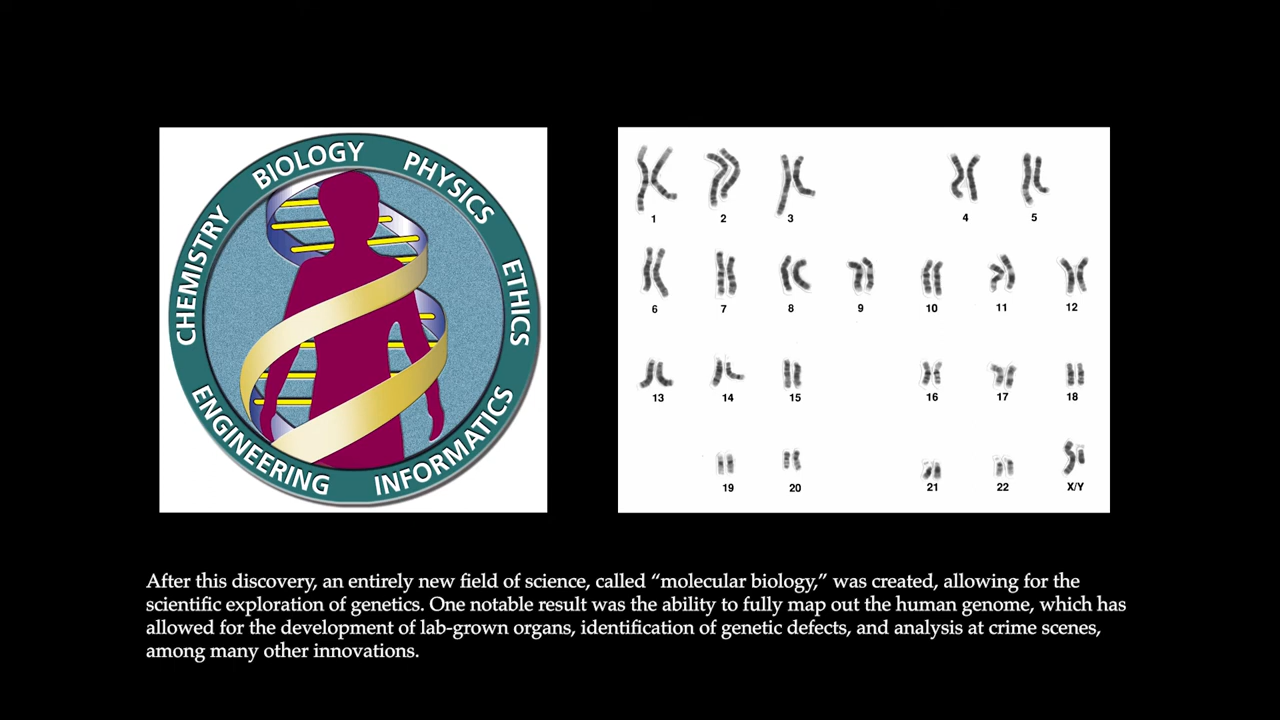 CHEMISTRY BIOLOGY PHYSICS ETHICS
ENGINEERING INFORMATICS
1 2 3 4 5
6 7 8 9 10 11 12
13 14 15 16 17 18
19 20 21 22 X/Y
After this discovery, an entirely new field of science, called “molecular biology,” was created, allowing for the
scientific exploration of genetics. One notable result was the ability to fully map out the human genome, which has
allowed for the development of lab-grown organs, identification of genetic defects, and analysis at crime scenes,
among many other innovations.